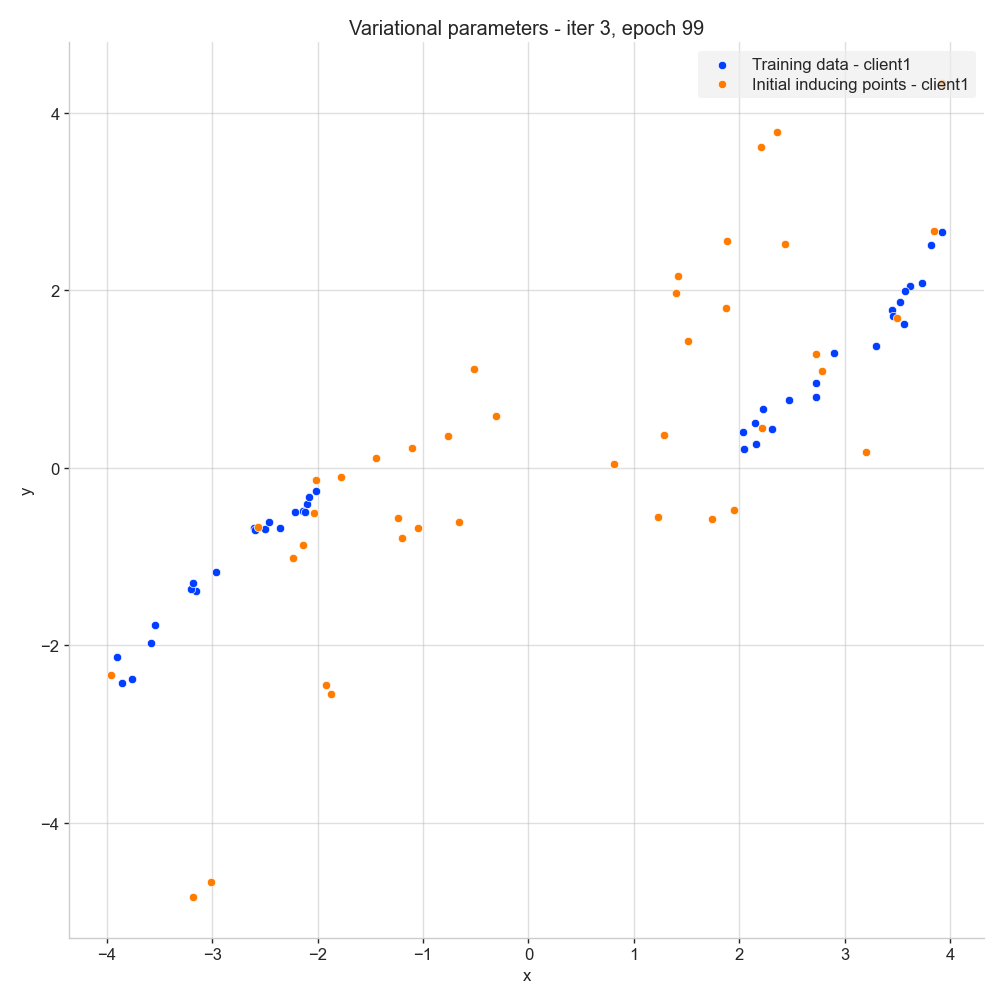 Variational parameters - iter 3, epoch 99
Training data - client1
Initial inducing points - client1
4
2
0
−2
−4
y
−4 −3 −2 −1 0 1 2 3 4
x